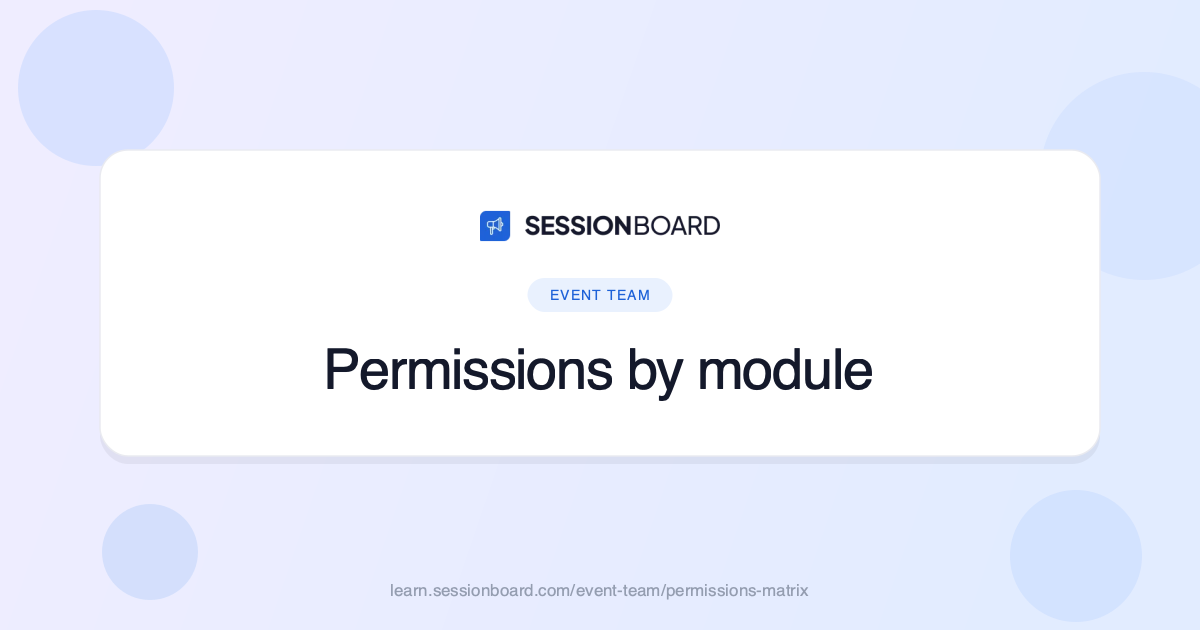 SESSIONBOARD
EVENT TEAM
Permissions by module
learn.sessionboard.com/event-team/permissions-matrix